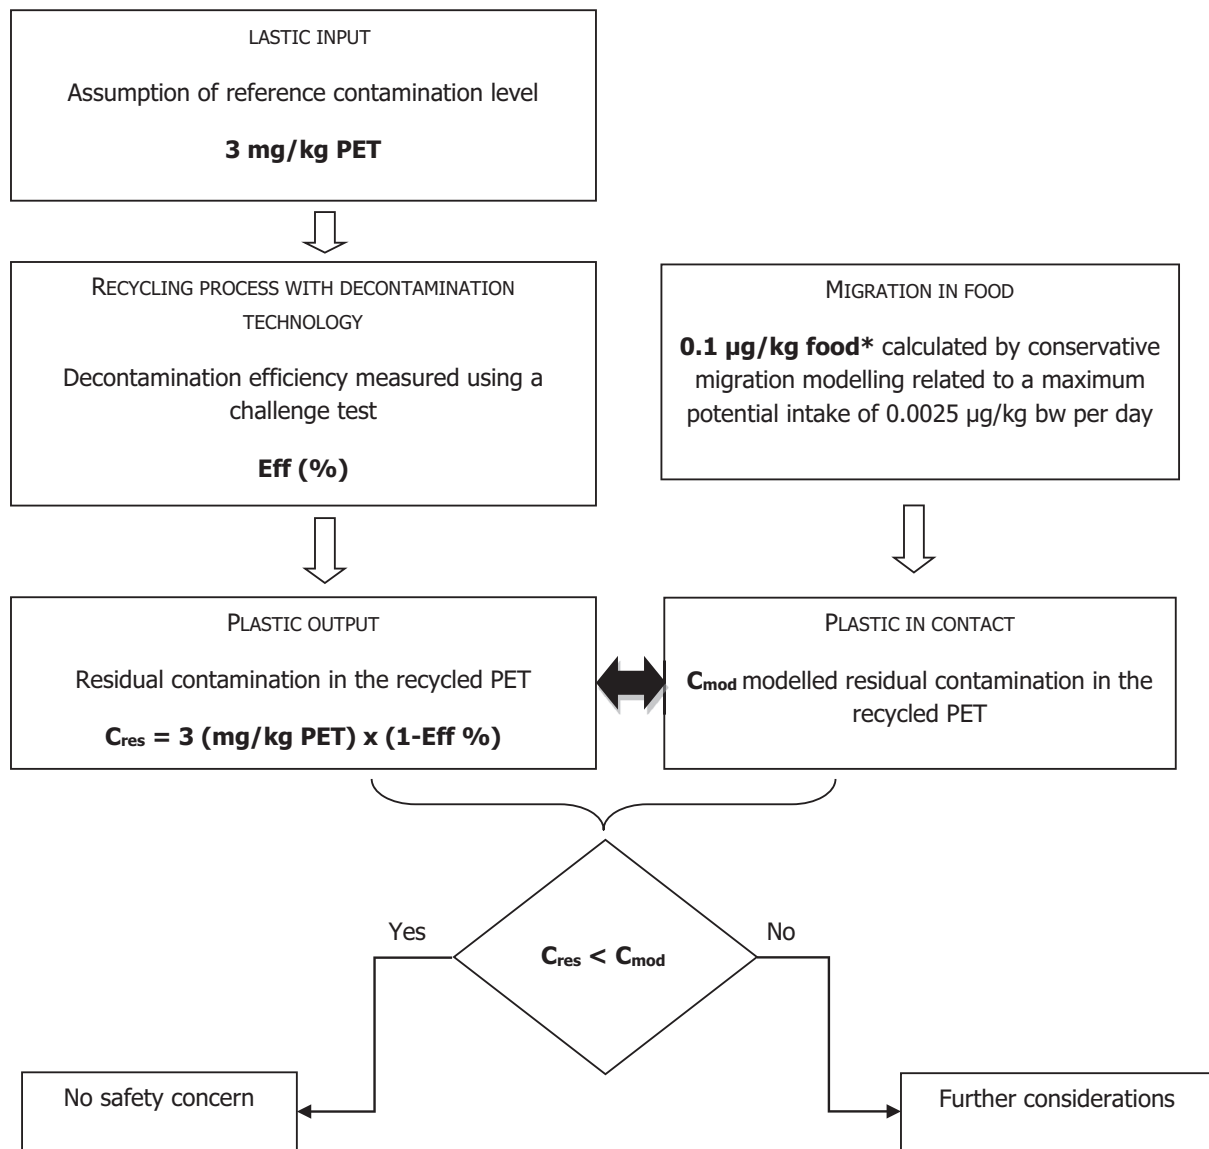 LASTIC INPUT
Assumption of reference contamination level
3 mg/kg PET
RECYCLING PROCESS WITH DECONTAMINATION
TECHNOLOGY
Decontamination efficiency measured using a
challenge test
Eff (%)
MIGRATION IN FOOD
0.1 µg/kg food* calculated by conservative
migration modelling related to a maximum
potential intake of 0.0025 µg/kg bw per day
PLASTIC OUTPUT
Residual contamination in the recycled PET
Cres = 3 (mg/kg PET) x (1-Eff %)
PLASTIC IN CONTACT
Cmod modelled residual contamination in the
recycled PET
Yes
Cres < Cmod
No
No safety concern
Further considerations